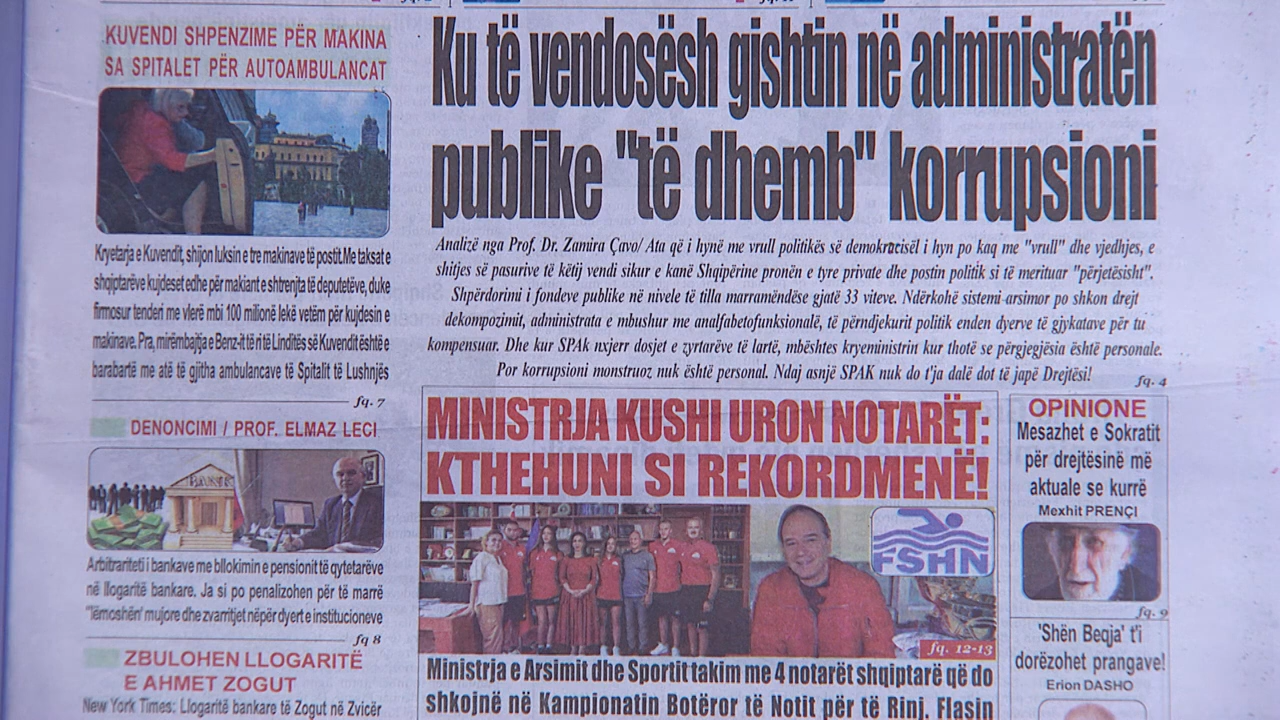 KUVENDI SHPENZIME PËR MAKINA
SA SPITALET PËR AUTOAMBULANCAT
Kryetarja e Kuvendit, shijon luksin e tre makinave të postit. Me taksat e
shqiptarëve kujdeset edhe për makiant e shtrenjta të deputetëve, duke
firmosur tenderi me vlerë mbi 100 milionë lekë vetëm për kujdesin e
makinave. Pra, mirëmbajtja e Benz-it të ri të Linditës së Kuvendit është e
barabartë me atë të gjitha ambulancave të Spitalit të Lushnjës
fq. 7
DENONCIMI / PROF. ELMAZ LECI
Arbitrariteti i bankave me bllokimin e pensionit të qytetarëve
në llogaritë bankare. Ja si po penalizohen për të marrë
"lëmoshën" mujore dhe zvarritjet nëpër dyert e institucioneve
fq 8
ZBULOHEN LLOGARITË
E AHMET ZOGUT
New York Times: Llogaritë bankare të Zogut në Zvicër
Ku të vendosësh gishtin në administratën
publike "të dhemb" korrupsioni
Analizë nga Prof. Dr. Zamira Çavo/ Ata që i hynë me vrull politikës së demokracisël i hyn po kaq me "vrull" dhe vjedhjes, e
shitjes së pasurive të këtij vendi sikur e kanë Shqipërine pronën e tyre private dhe postin politik si të merituar "përjetësisht".
Shpërdorimi i fondeve publike në nivele të tilla marramëndëse gjatë 33 viteve. Ndërkohë sistemi-arsimor po shkon drejt
dekompozimit, administrata e mbushur me analfabetofunksionalë, të përndjekurit politik enden dyerve të gjykatave për tu
kompensuar. Dhe kur SPAk nxjerr dosjet e zyrtarëve të lartë, mbështes kryeministrin kur thotë se përgjegjësia është personale.
Por korrupsioni monstruoz nuk është personal. Ndaj asnjë SPAK nuk do t'ja dalë dot të japë Drejtësi!
fq. 4
MINISTRJA KUSHI URON NOTARËT:
KTHEHUNI SI REKORDMENË!
FSHN
fq. 12-13
Ministrja e Arsimit dhe Sportit takim me 4 notarët shqiptarë që do
shkojnë në Kampionatin Botëror të Notit për të Rinj. Flasin
OPINIONE
Mesazhet e Sokratit
për drejtësinë më
aktuale se kurrë
Mexhit PRENÇI
fq. 9
'Shën Beqja' t'i
dorëzohet prangave!
Erion DASHO